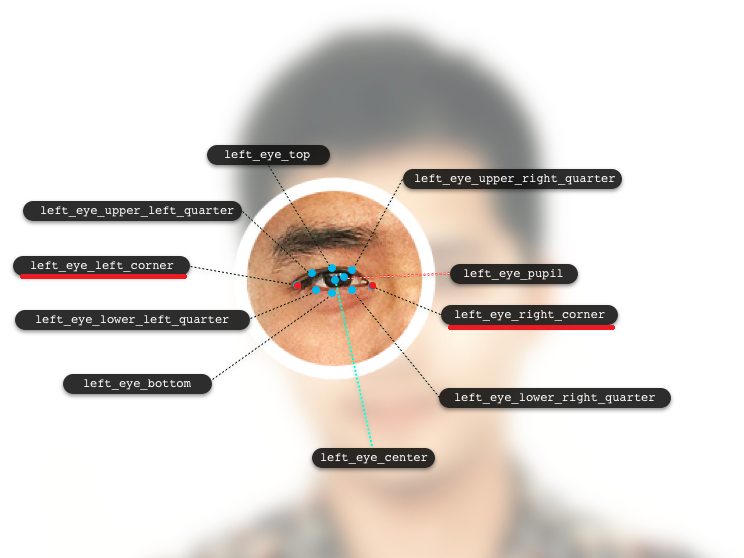 left_eye_top
left_eye_upper_right_quarter
left_eye_upper_left_quarter
left_eye_left_corner
left_eye_pupil
left_eye_right_corner
left_eye_lower_left_quarter
left_eye_bottom
left_eye_lower_right_quarter
left_eye_center